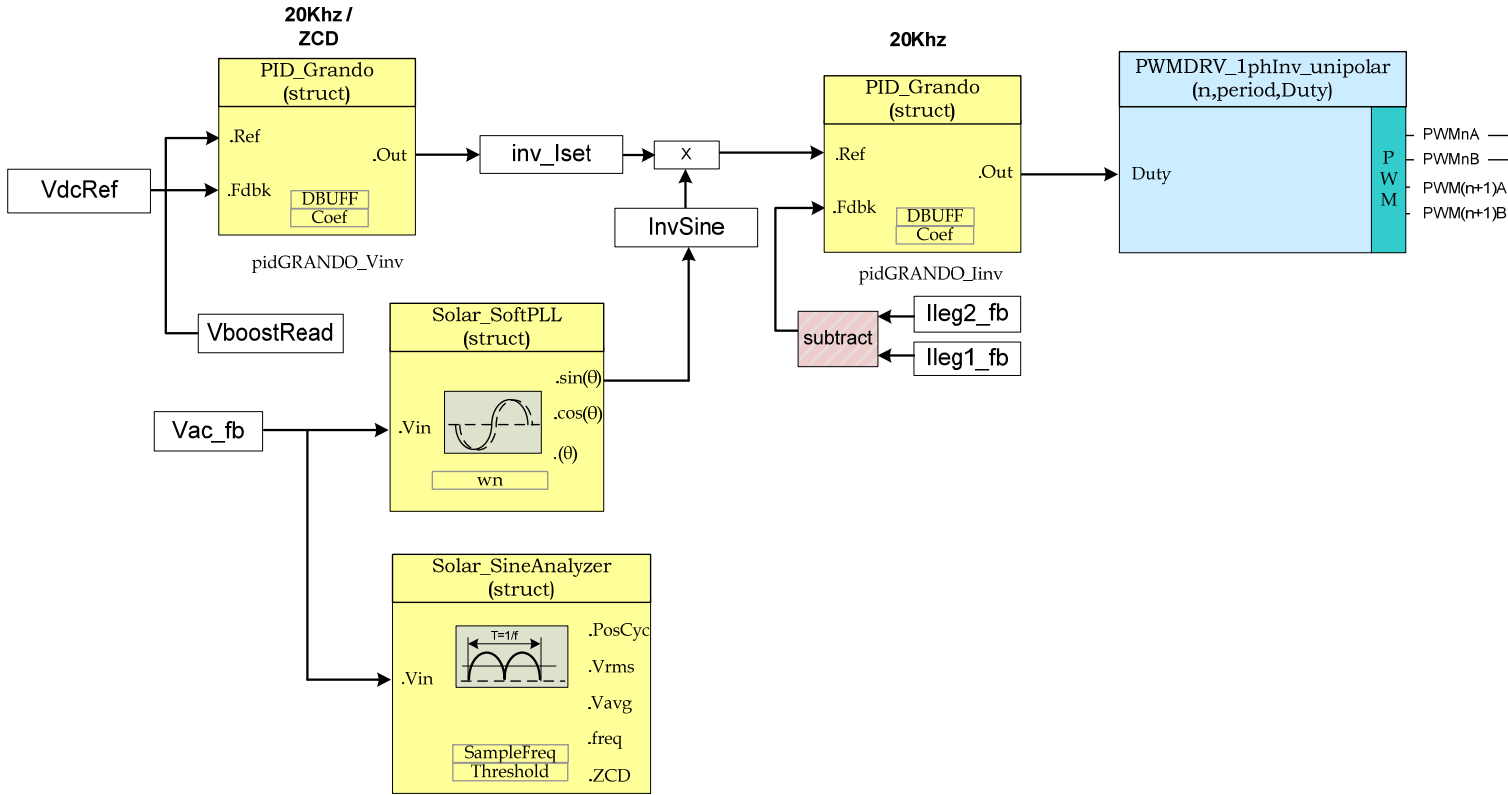 20Khz /
ZCD
PID_Grando
(struct)
.Ref
.Out
.Fdbk
DBUFF
Coef
pidGRANDO_Vinv
VdcRef
VboostRead
inv_Iset
X
InvSine
20Khz
PID_Grando
(struct)
.Ref
.Out
.Fdbk
DBUFF
Coef
pidGRANDO_Iinv
subtract
Ileg2_fb
Ileg1_fb
PWMDRV_1phInv_unipolar
(n,period,Duty)
Duty
P
W
M
PWMnA
PWMnB
PWM(n+1)A
PWM(n+1)B
Solar_SoftPLL
(struct)
.sin(θ)
.cos(θ)
.Vin
.(θ)
wn
Vac_fb
Solar_SineAnalyzer
(struct)
T=1/f
.PosCyc
.Vrms
.Vin
.Vavg
.freq
SampleFreq
Threshold
.ZCD